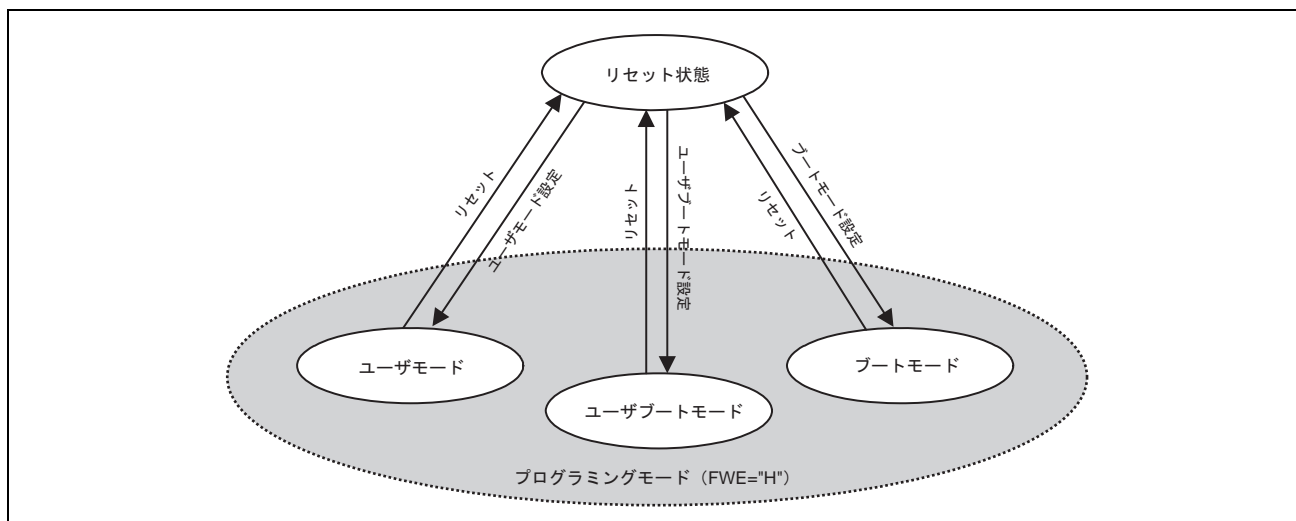 リセット状態
リセット
ユーザモード設定
リセット
ユーザブートモード設定
リセット
ブートモード設定
ユーザモード
ユーザブートモード
ブートモード
プログラミングモード（FWE="H"）